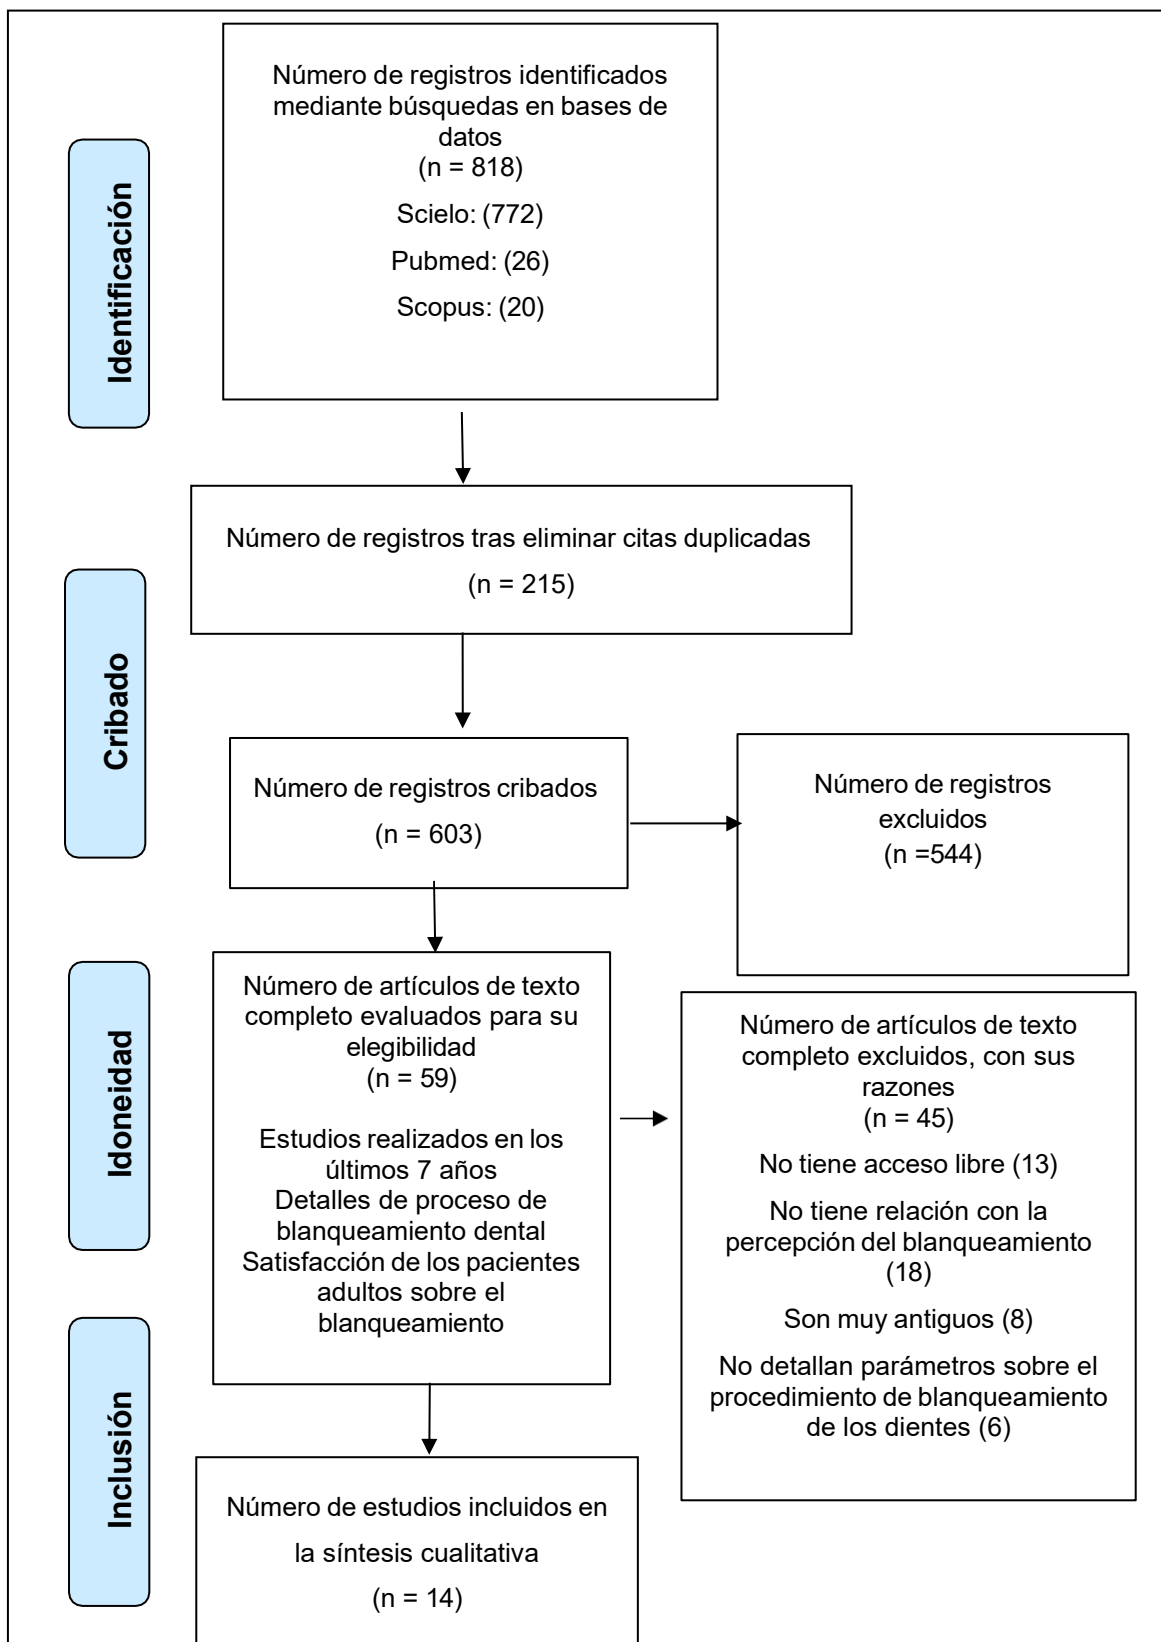 Identificación
Número de registros identificados
mediante búsquedas en bases de
datos
(n = 818)
Scielo: (772)
Pubmed: (26)
Scopus: (20)
Cribado
Número de registros tras eliminar citas duplicadas
(n = 215)
Número de registros cribados
(n = 603)
Número de registros
excluidos
(n =544)
Idoneidad
Número de artículos de texto
completo evaluados para su
elegibilidad
(n = 59)
Estudios realizados en los
últimos 7 años
Detalles de proceso de
blanqueamiento dental
Satisfacción de los pacientes
adultos sobre el
blanqueamiento
Número de artículos de texto
completo excluidos, con sus
razones
(n = 45)
No tiene acceso libre (13)
No tiene relación con la
percepción del blanqueamiento
(18)
Son muy antiguos (8)
No detallan parámetros sobre el
procedimiento de blanqueamiento
de los dientes (6)
Inclusión
Número de estudios incluidos en
la síntesis cualitativa
(n = 14)